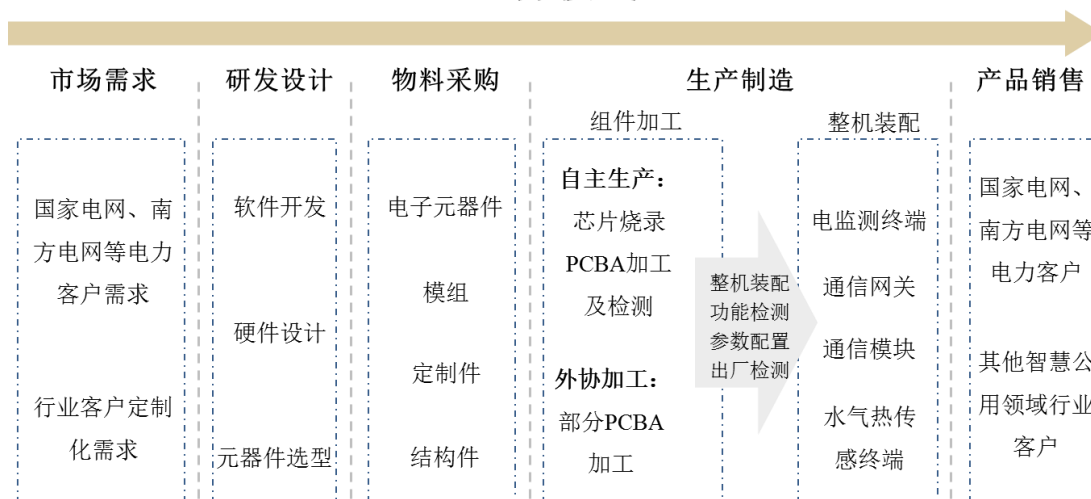 市场需求
研发设计
物料采购
生产制造
产品销售
组件加工
整机装配
国家电网、南
方电网等电力
客户需求
行业客户定制
化需求
软件开发
硬件设计
元器件选型
电子元器件
模组
定制件
结构件
自主生产：
芯片烧录
PCBA加工
及检测
外协加工：
部分PCBA
加工
整机装配
功能检测
参数配置
出厂检测
电监测终端
通信网关
通信模块
水气热传
感终端
国家电网、
南方电网等
电力客户
其他智慧公
用领域行业
客户